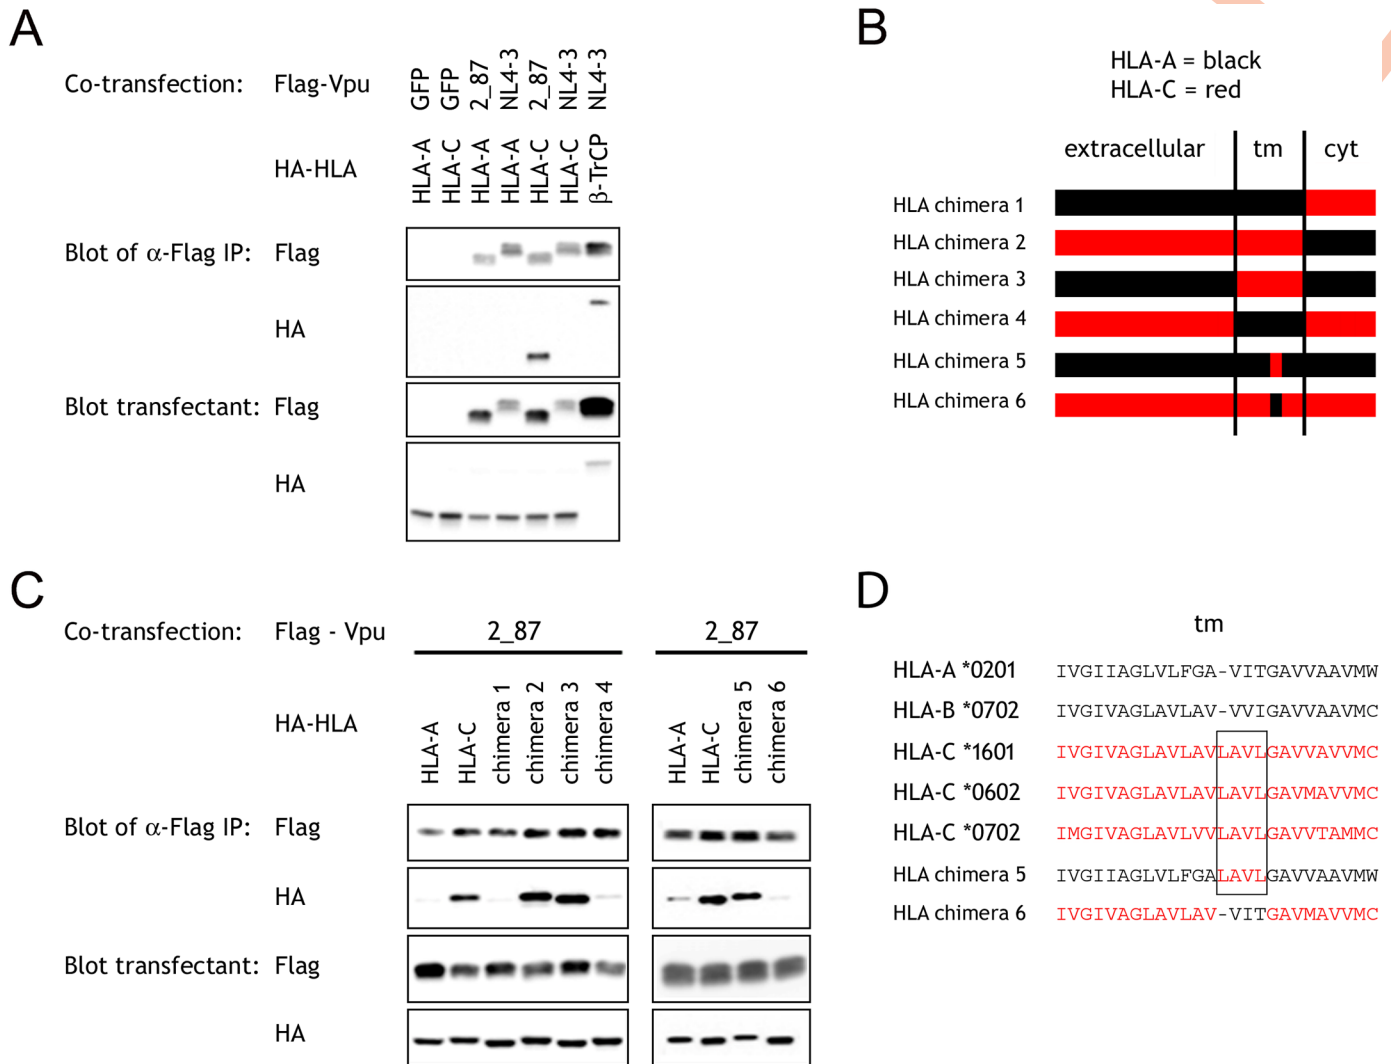 A
Co-transfection: Flag-Vpu GFP GFP 2_87 NL4-3 2_87 NL4-3 NL4-3
HA-HLA HLA-A HLA-C HLA-A HLA-A HLA-C HLA-C β-TrCP
Blot of α-Flag IP: Flag
HA
Blot transfectant: Flag
HA
B
HLA-A = black
HLA-C = red
extracellular tm cyt
HLA chimera 1
HLA chimera 2
HLA chimera 3
HLA chimera 4
HLA chimera 5
HLA chimera 6
C
Co-transfection: Flag - Vpu 2_87 2_87
HA-HLA HLA-A HLA-C chimera 1 chimera 2 chimera 3 chimera 4 HLA-A HLA-C chimera 5 chimera 6
Blot of α-Flag IP: Flag
HA
Blot transfectant: Flag
HA
D
tm
HLA-A *0201 IVGIIAGLVLFGA-VITGAVVAAVMW
HLA-B *0702 IVGIVAGLAVLAV-VVIGAVVAAVMC
HLA-C *1601 IVGIVAGLAVLAVLAVLGAVVAVVMC
HLA-C *0602 IVGIVAGLAVLAVLAVLGAVMAVVMC
HLA-C *0702 IMGIVAGLAVLVVLAVLGAVVTAMMC
HLA chimera 5 IVGIIAGLVLFGALAVLGAVVAAVMW
HLA chimera 6 IVGIVAGLAVLAV-VITGAVMAVVMC